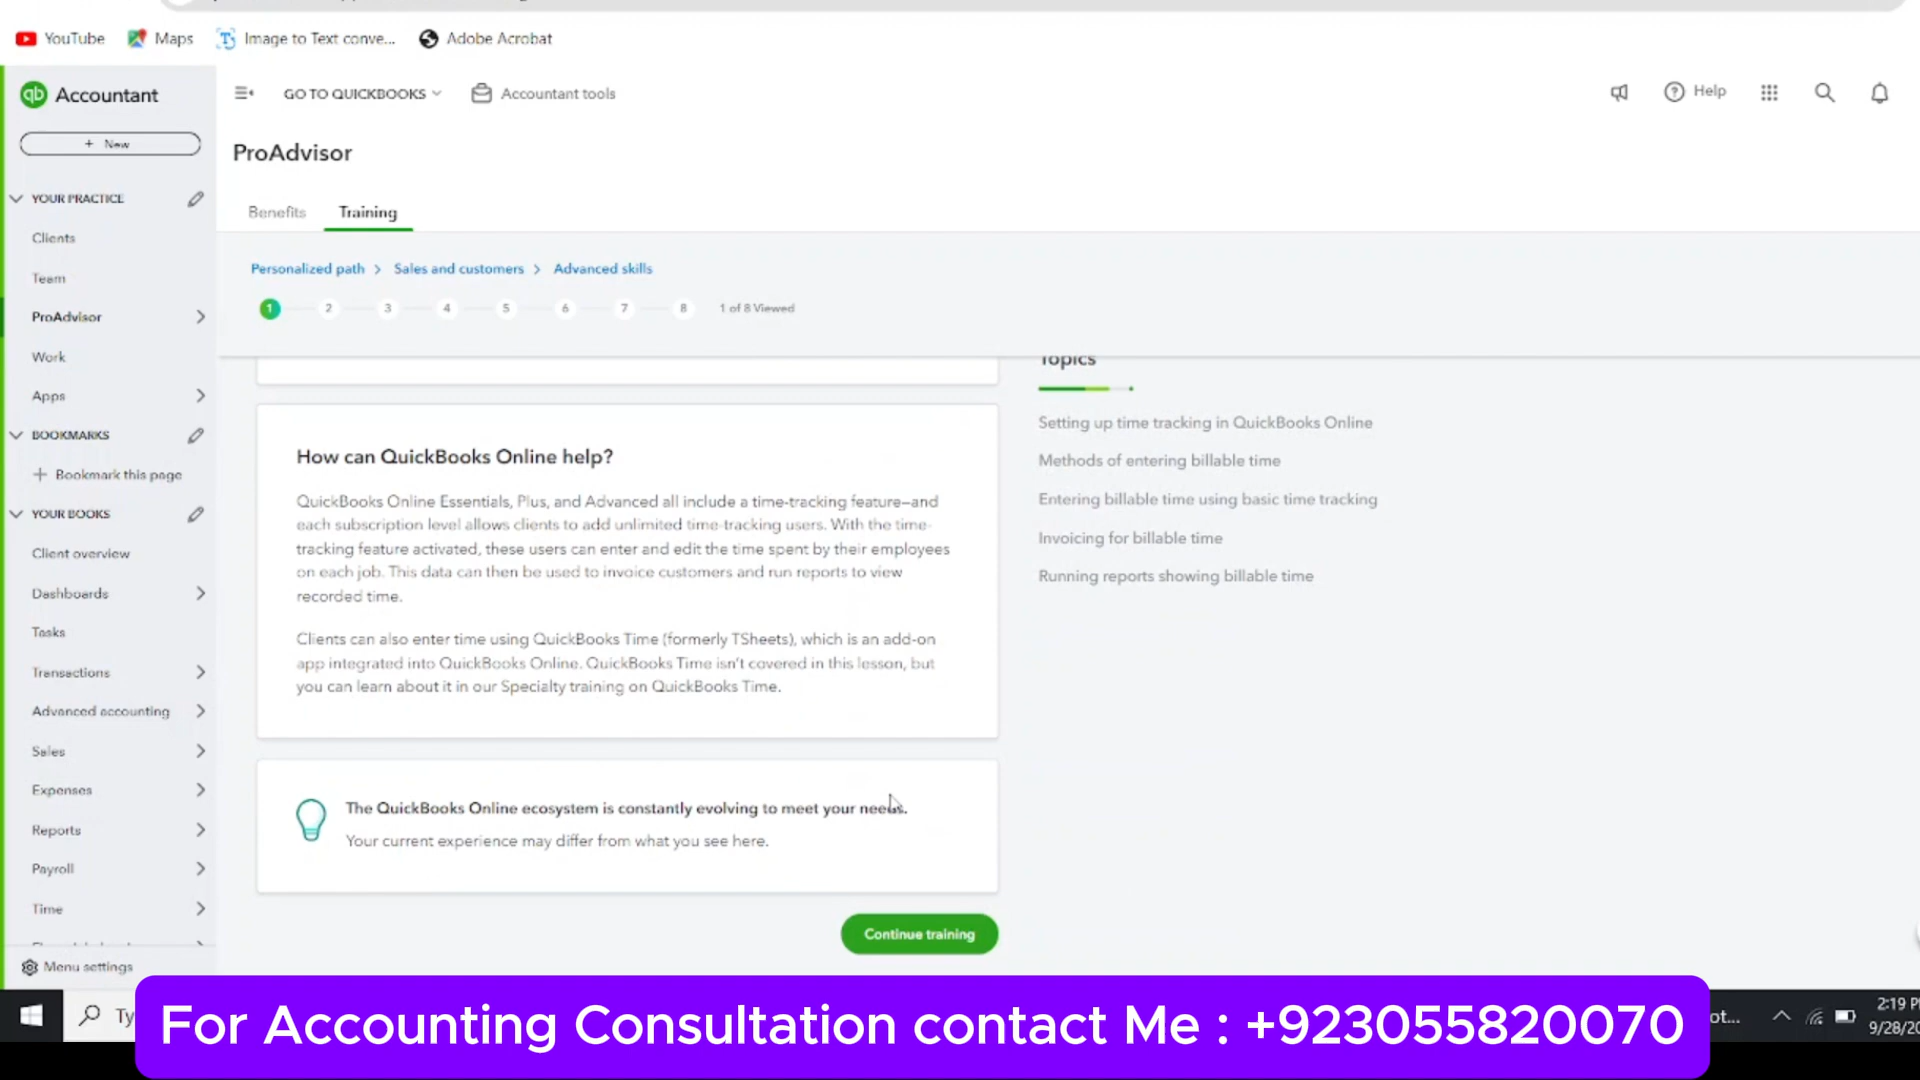 YouTube
Maps
Image to Text conve...
Adobe Acrobat
qb Accountant
GO TO QUICKBOOKS
Accountant tools
Help
+ New
ProAdvisor
YOUR PRACTICE
Benefits
Training
Clients
Personalized path > Sales and customers > Advanced skills
Team
1 2 3 4 5 6 7 8 1 of 8 Viewed
ProAdvisor
Work
Topics
Apps
Setting up time tracking in QuickBooks Online
BOOKMARKS
How can QuickBooks Online help?
Methods of entering billable time
+ Bookmark this page
QuickBooks Online Essentials, Plus, and Advanced all include a time-tracking feature—and
Entering billable time using basic time tracking
YOUR BOOKS
each subscription level allows clients to add unlimited time-tracking users. With the time-
Invoicing for billable time
Client overview
tracking feature activated, these users can enter and edit the time spent by their employees
on each job. This data can then be used to invoice customers and run reports to view
Running reports showing billable time
Dashboards
recorded time.
Tasks
Clients can also enter time using QuickBooks Time (formerly TSheets), which is an add-on
app integrated into QuickBooks Online. QuickBooks Time isn't covered in this lesson, but
Transactions
you can learn about it in our Specialty training on QuickBooks Time.
Advanced accounting
Sales
Expenses
The QuickBooks Online ecosystem is constantly evolving to meet your needs.
Reports
Your current experience may differ from what you see here.
Payroll
Time
Continue training
Menu settings
For Accounting Consultation contact Me : +923055820070
Ty
ot...
2:19 P
9/28/20